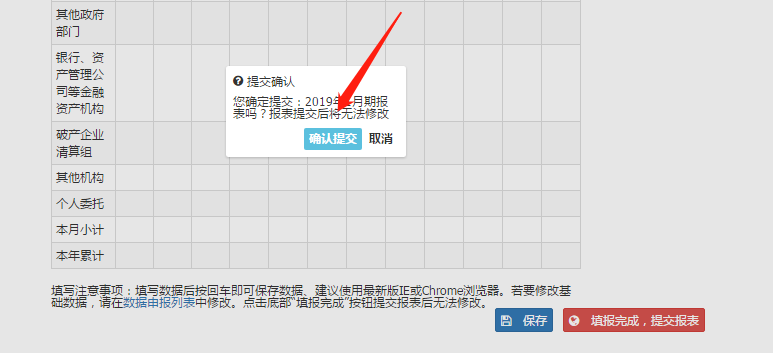 其他政府
部门
银行、资
产管理公
司等金融
资产机构
破产企业
清算组
其他机构
个人委托
本月小计
本年累计
提交确认
您确定提交：2019年 月期报
表吗？报表提交后将无法修改
确认提交 取消
填写注意事项：填写数据后按回车即可保存数据、建议使用最新版IE或Chrome浏览器。若要修改基
础数据，请在数据申报列表中修改。点击底部“填报完成”按钮提交报表后无法修改。
保存 填报完成，提交报表